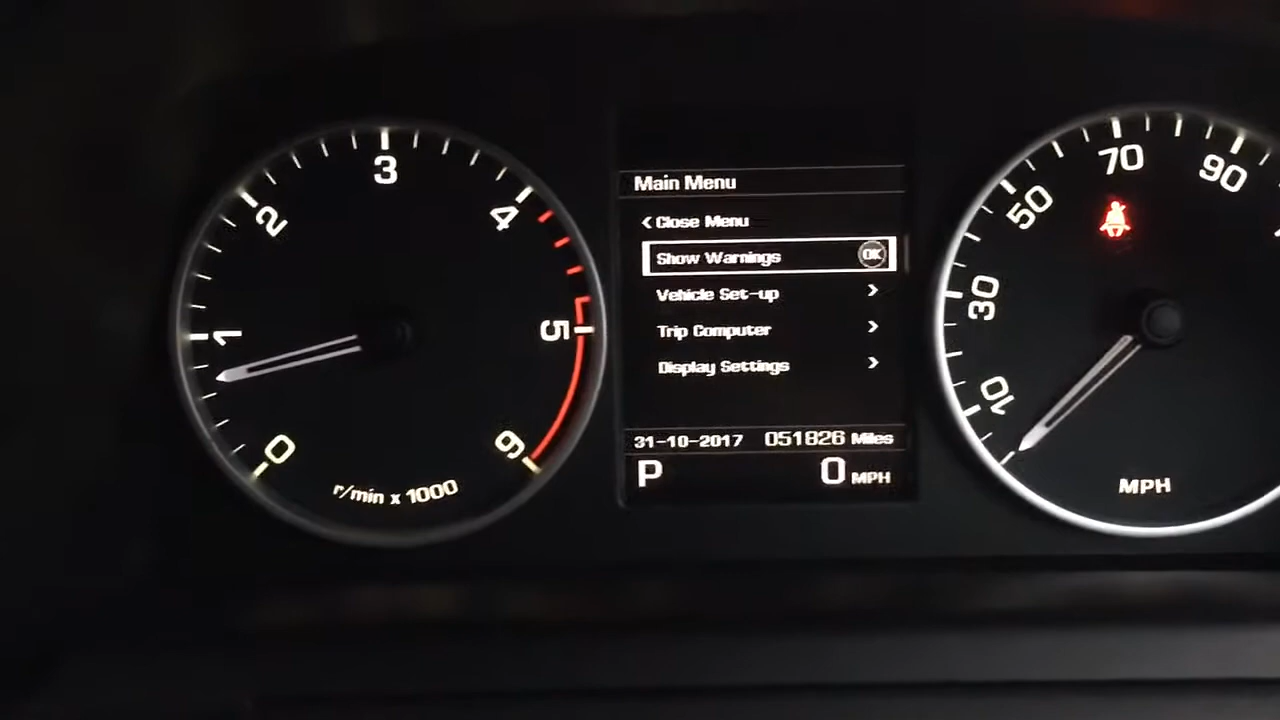 0
1
2
3
4
5
6
r/min x 1000
Main Menu
< Close Menu
Show Warnings OK
Vehicle Set-up >
Trip Computer >
Display Settings >
31-10-2017 051826 Miles
P 0 MPH
10
30
50
70
90
MPH